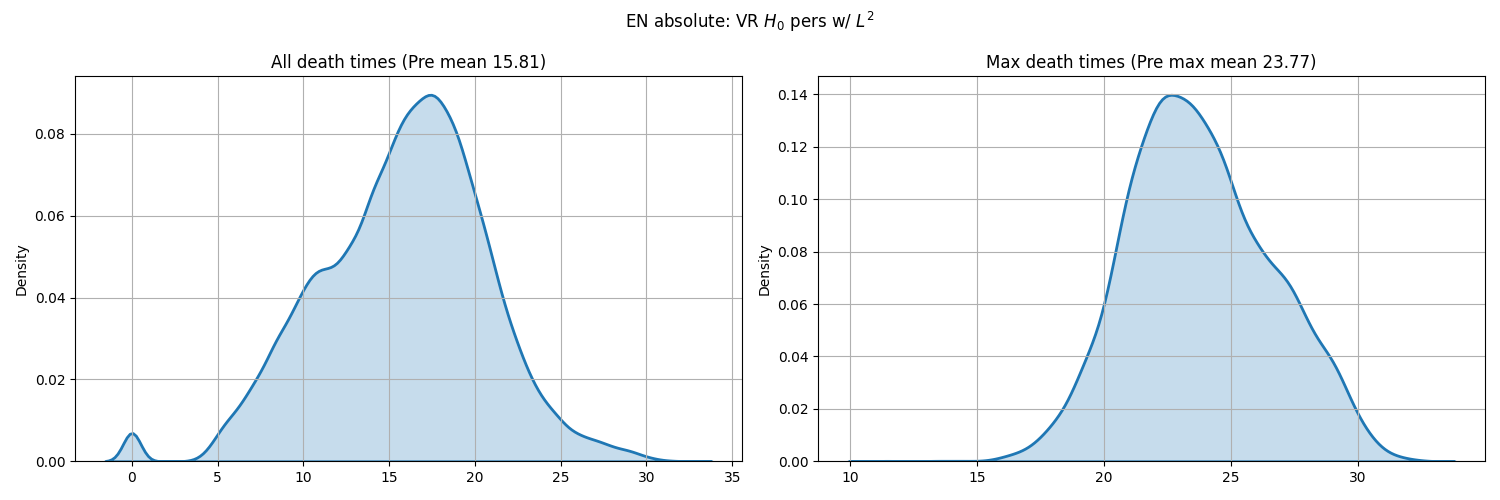 EN absolute: VR H₀ pers w/ L²
All death times (Pre mean 15.81)
Density
0.08
0.06
0.04
0.02
0.00
0 5 10 15 20 25 30 35
Max death times (Pre max mean 23.77)
Density
0.14
0.12
0.10
0.08
0.06
0.04
0.02
0.00
10 15 20 25 30